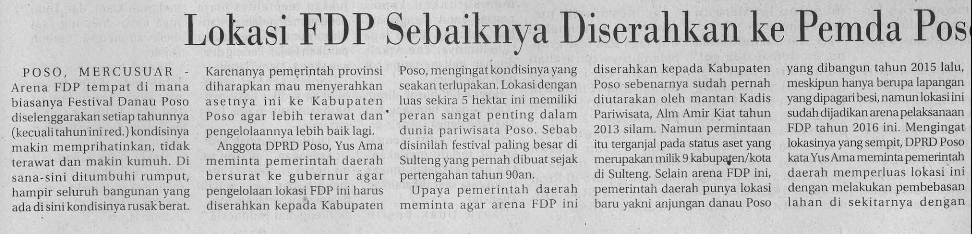 Lokasi FDP Sebaiknya Diserahkan ke Pemda Pos
POSO, MERCUSUAR -
Arena FDP tempat di mana
biasanya Festival Danau Poso
diselenggarakan setiap tahunnya
(kecuali tahun ini red.) kondisinya
makin memprihatinkan, tidak
terawat dan makin kumuh. Di
sana-sini ditumbuhi rumput,
hampir seluruh bangunan yang
ada di sini kondisinya rusak berat.
Karenanya pemerintah provinsi
diharapkan mau menyerahkan
asetnya ini ke Kabupaten
Poso agar lebih terawat dan
pengelolaannya lebih baik lagi.
Anggota DPRD Poso, Yus Ama
meminta pemerintah daerah
bersurat ke gubernur agar
pengelolaan lokasi FDP ini harus
diserahkan kepada Kabupaten
Poso, mengingat kondisinya yang
seakan terlupakan. Lokasi dengan
luas sekira 5 hektar ini memiliki
peran sangat penting dalam
dunia pariwisata Poso. Sebab
disinilah festival paling besar di
Sulteng yang pernah dibuat sejak
pertengahan tahun 90an.
Upaya pemerintah daerah
meminta agar arena FDP ini
diserahkan kepada Kabupaten
Poso sebenarnya sudah pernah
diutarakan oleh mantan Kadis
Pariwisata, Alm Amir Kiat tahun
2013 silam. Namun permintaan
itu terganjal pada status aset yang
merupakan milik 9 kabupaten/kota
di Sulteng. Selain arena FDP ini,
pemerintah daerah punya lokasi
baru yakni anjungan danau Poso
yang dibangun tahun 2015 lalu,
meskipun hanya berupa lapangan
yang dipagari besi, namun lokasi ini
sudah dijadikan arena pelaksanaan
FDP tahun 2016 ini. Mengingat
lokasinya yang sempit, DPRD Poso
kata Yus Ama meminta pemerintah
daerah memperluas lokasi ini
dengan melakukan pembebasan
lahan di sekitarnya dengan